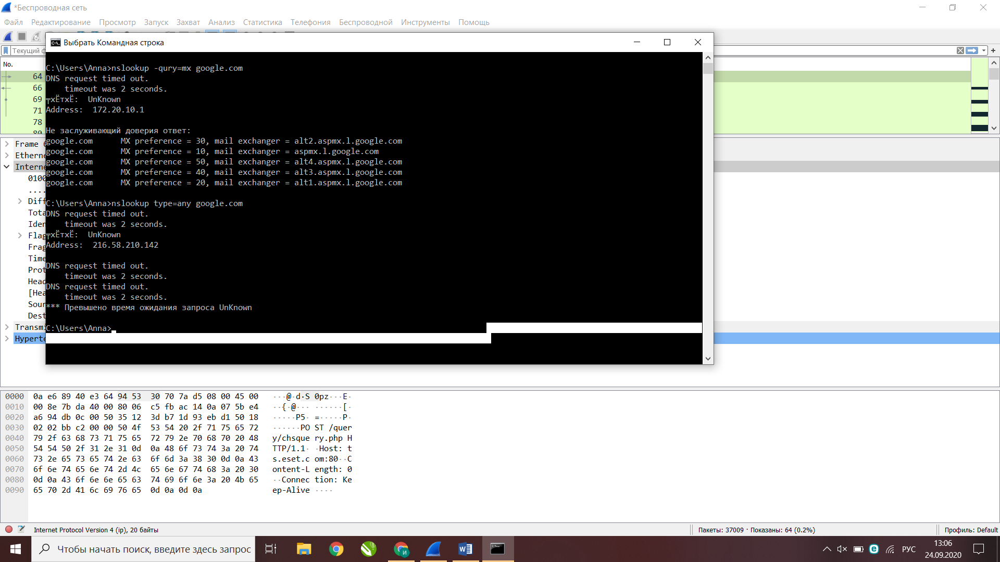 *Беспроводная сеть
Файл Редактирование Просмотр Запуск Захват Анализ Статистика Телефония Беспроводной Инструменты Помощь
Выбрать Командная строка
Текущий ф
No.
64
66
69
71
78
80
C:\Users\Anna>nslookup -qury=mx google.com
DNS request timed out.
timeout was 2 seconds.
╤хЁтхЁ: UnKnown
Address: 172.20.10.1
Не заслуживающий доверия ответ:
google.com MX preference = 30, mail exchanger = alt2.aspmx.l.google.com
google.com MX preference = 10, mail exchanger = aspmx.l.google.com
google.com MX preference = 50, mail exchanger = alt4.aspmx.l.google.com
google.com MX preference = 40, mail exchanger = alt3.aspmx.l.google.com
google.com MX preference = 20, mail exchanger = alt1.aspmx.l.google.com
C:\Users\Anna>nslookup type=any google.com
DNS request timed out.
timeout was 2 seconds.
╤хЁтхЁ: UnKnown
Address: 216.58.210.142
DNS request timed out.
timeout was 2 seconds.
DNS request timed out.
timeout was 2 seconds.
*** Превышено время ожидания запроса UnKnown
C:\Users\Anna>
Frame 6
Etherne
Interne
0100
....
Diff
Tota
Iden
Flag
Frag
Time
Prot
Head
[Hea
Sour
Dest
Transmi
Hyperte
0000 0a e6 89 40 e3 64 94 53 30 70 7a d5 08 00 45 00 ···@·d·S 0pz···E·
0010 00 8e 7b da 40 00 80 06 c5 fb ac 14 0a 07 5b e4 ··{·@··· ······[·
0020 a6 94 db 0c 00 50 35 12 3d b7 1d 93 eb d1 50 18 ·····P5· =·····P·
0030 02 02 bb c2 00 00 50 4f 53 54 20 2f 71 75 65 72 ······PO ST /quer
0040 79 2f 63 68 73 71 75 65 72 79 2e 70 68 70 20 48 y/chsque ry.php H
0050 54 54 50 2f 31 2e 31 0d 0a 48 6f 73 74 3a 20 74 TTP/1.1· ·Host: t
0060 73 2e 65 73 65 74 2e 63 6f 6d 3a 38 30 0d 0a 43 s.eset.c om:80··C
0070 6f 6e 74 65 6e 74 2d 4c 65 6e 67 74 68 3a 20 30 ontent-L ength: 0
0080 0d 0a 43 6f 6e 6e 65 63 74 69 6f 6e 3a 20 4b 65 ··Connec tion: Ke
0090 65 70 2d 41 6c 69 76 65 0d 0a 0d 0a ep-Alive ····
Internet Protocol Version 4 (ip), 20 байты
Пакеты: 37009 · Показаны: 64 (0.2%)
Профиль: Default
Чтобы начать поиск, введите здесь запрос
РУС
13:06
24.09.2020